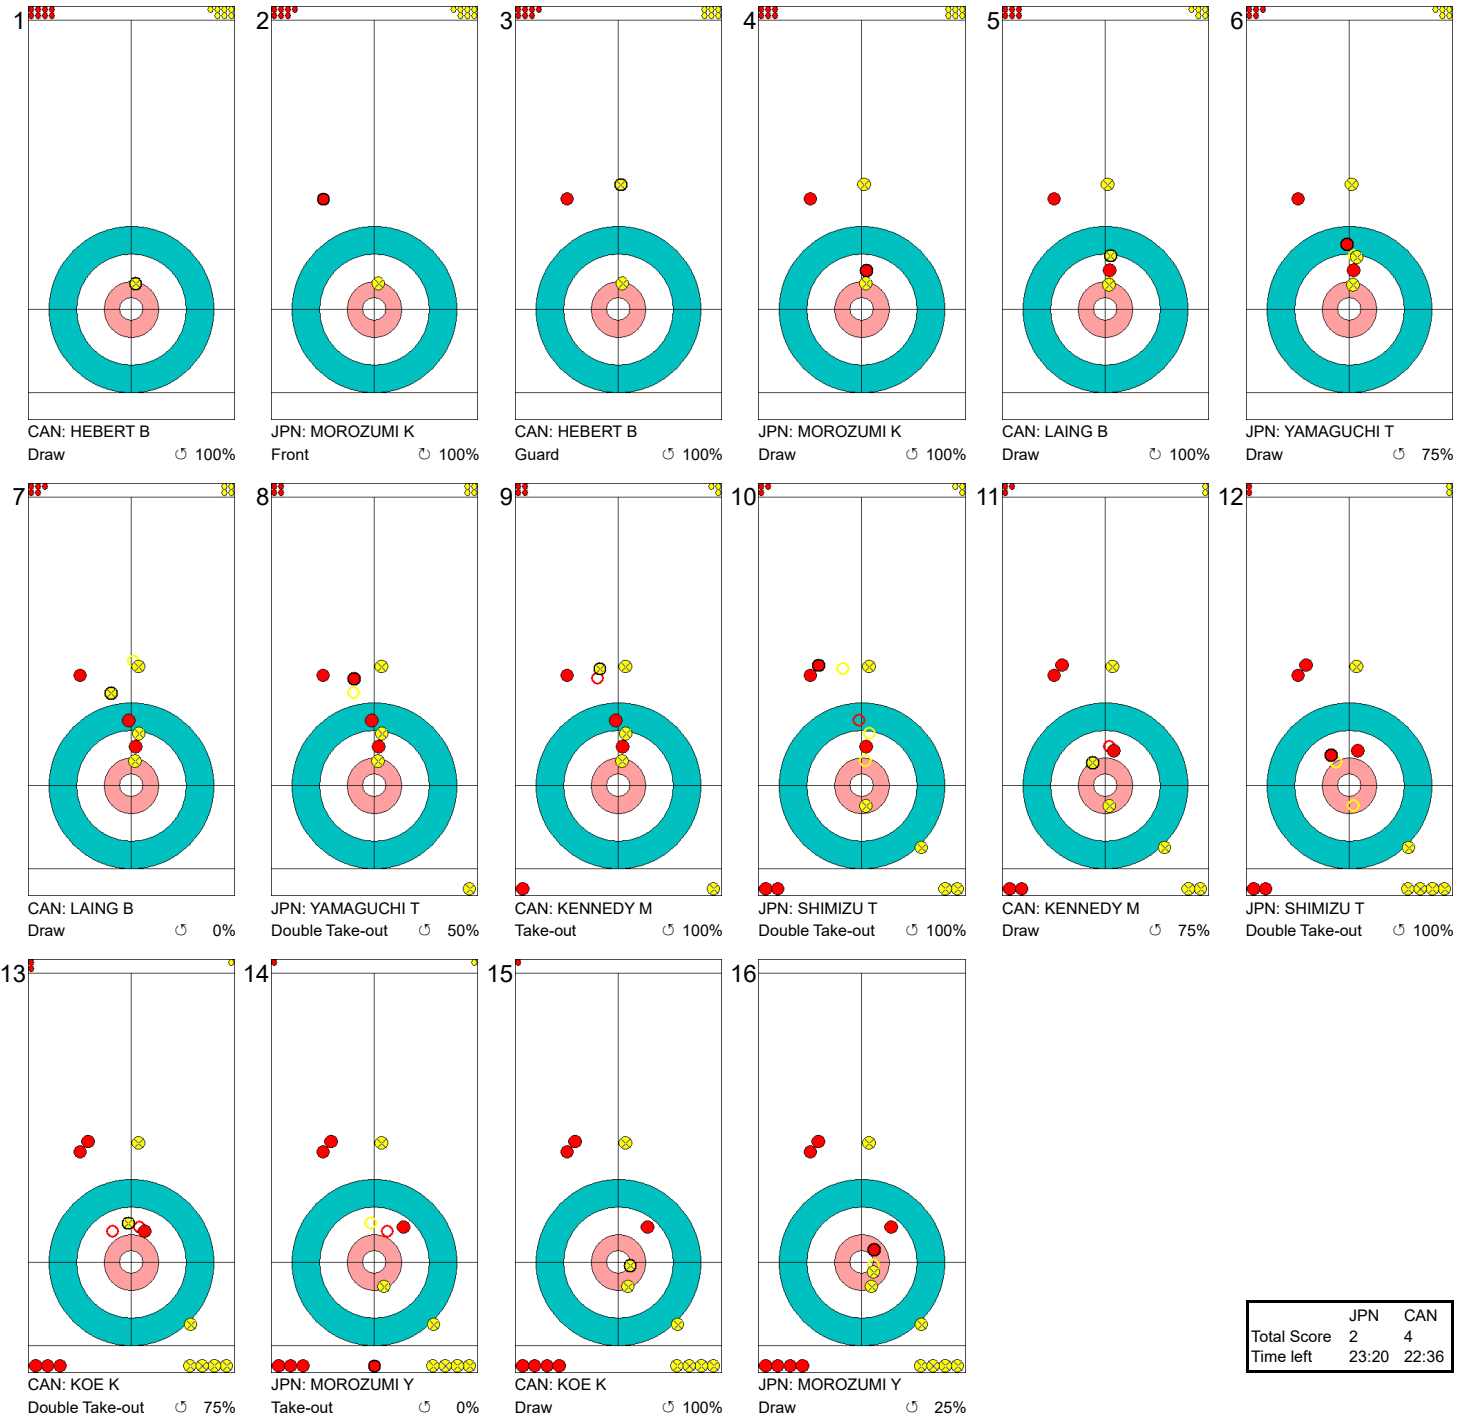 1
2
3
4
5
6
CAN: HEBERT B
Draw ↺ 100%
JPN: MOROZUMI K
Front ↻ 100%
CAN: HEBERT B
Guard ↺ 100%
JPN: MOROZUMI K
Draw ↺ 100%
CAN: LAING B
Draw ↻ 100%
JPN: YAMAGUCHI T
Draw ↺ 75%
7
8
9
10
11
12
CAN: LAING B
Draw ↺ 0%
JPN: YAMAGUCHI T
Double Take-out ↺ 50%
CAN: KENNEDY M
Take-out ↺ 100%
JPN: SHIMIZU T
Double Take-out ↺ 100%
CAN: KENNEDY M
Draw ↺ 75%
JPN: SHIMIZU T
Double Take-out ↺ 100%
13
14
15
16
CAN: KOE K
Double Take-out ↺ 75%
JPN: MOROZUMI Y
Take-out ↺ 0%
CAN: KOE K
Draw ↺ 100%
JPN: MOROZUMI Y
Draw ↺ 25%
JPN CAN
Total Score 2 4
Time left 23:20 22:36